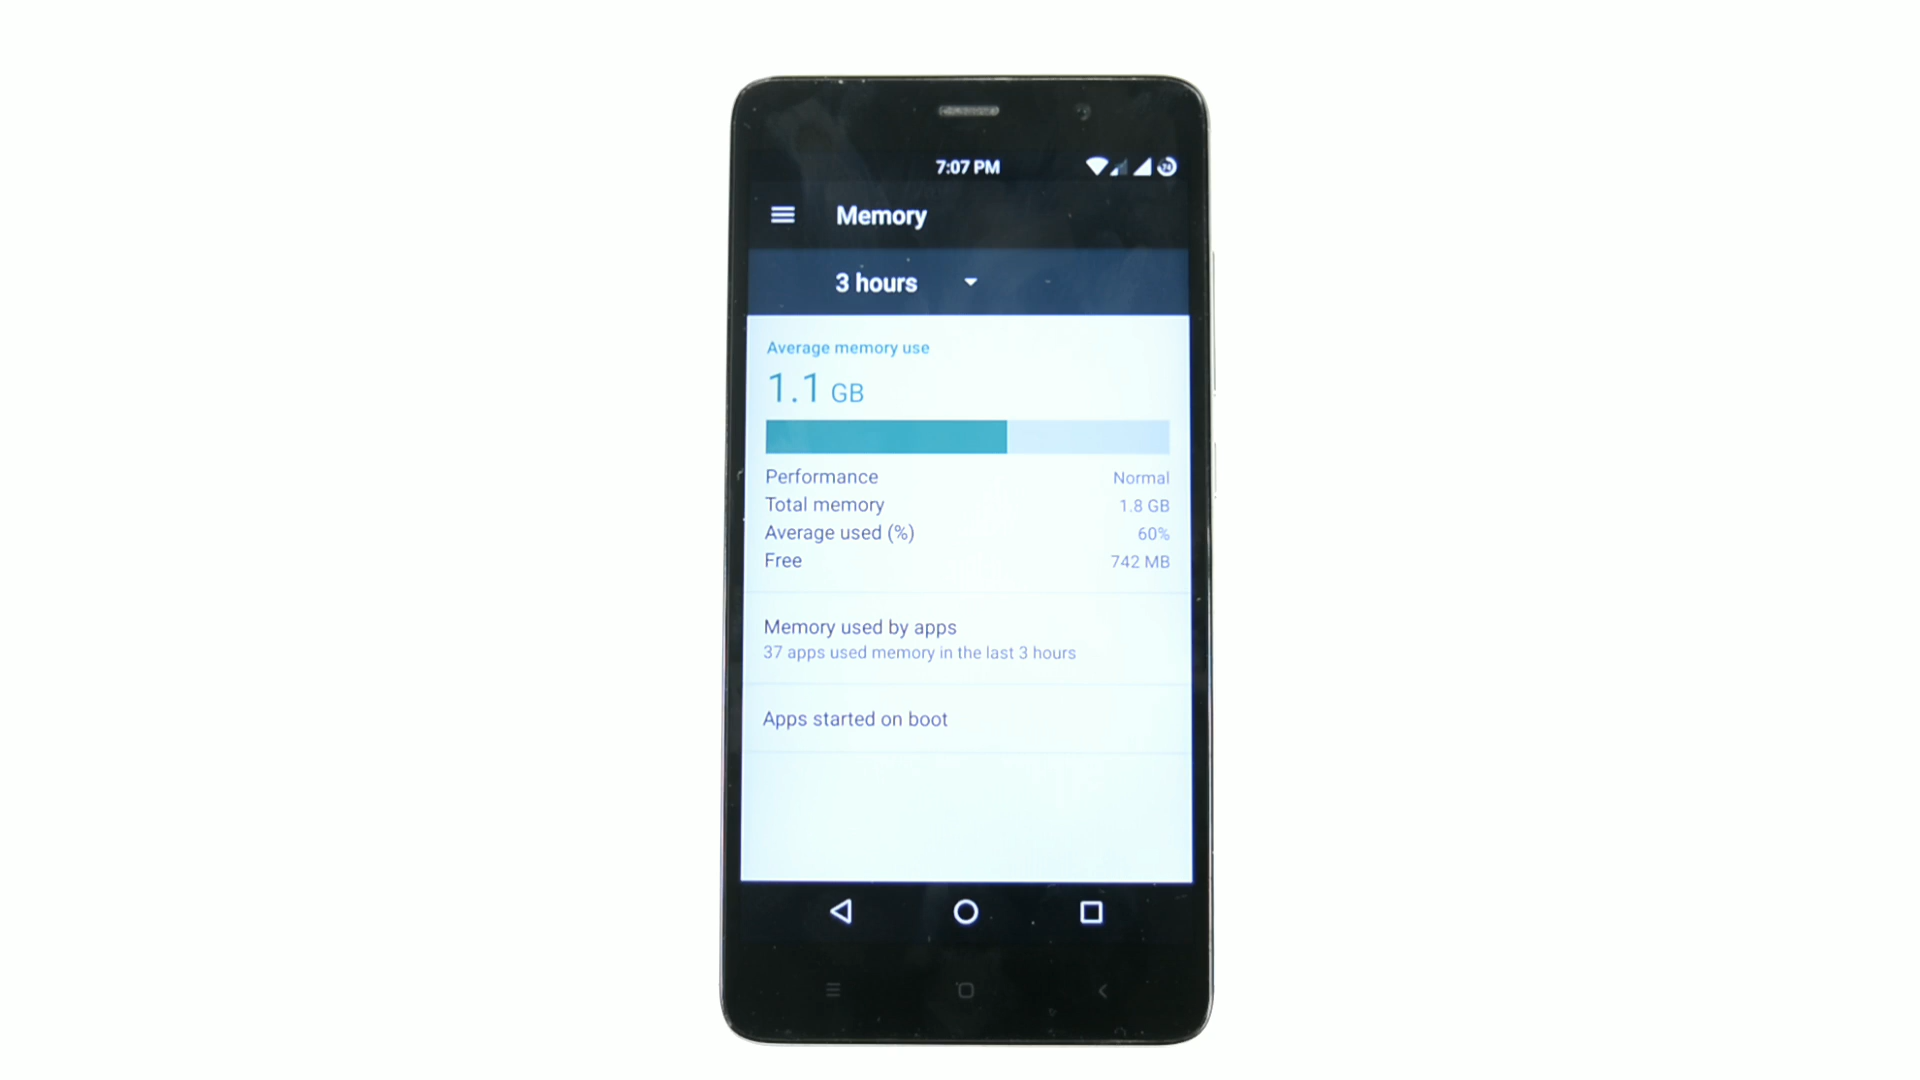 7:07 PM
Memory
3 hours
Average memory use
1.1 GB
Performance Normal
Total memory 1.8 GB
Average used (%) 60%
Free 742 MB
Memory used by apps
37 apps used memory in the last 3 hours
Apps started on boot